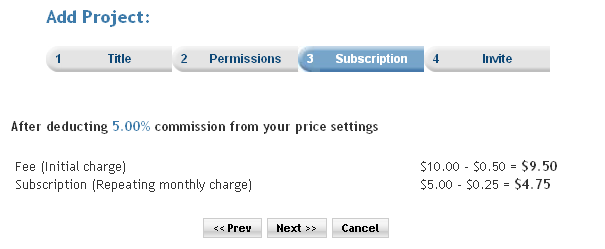 Add Project:
1 Title 2 Permissions 3 Subscription 4 Invite
After deducting 5.00% commission from your price settings
Fee (Initial charge) $10.00 - $0.50 = $9.50
Subscription (Repeating monthly charge) $5.00 - $0.25 = $4.75
<< Prev Next >> Cancel